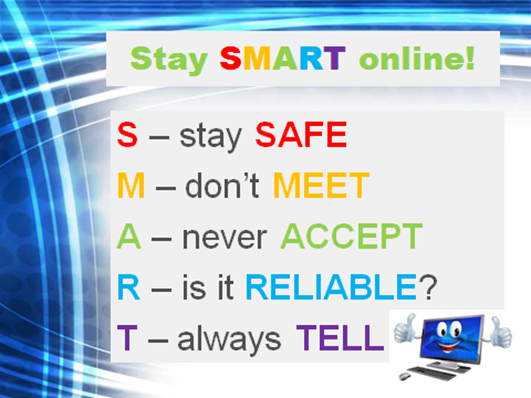 Stay SMART online!
S – stay SAFE
M – don't MEET
A – never ACCEPT
R – is it RELIABLE?
T – always TELL